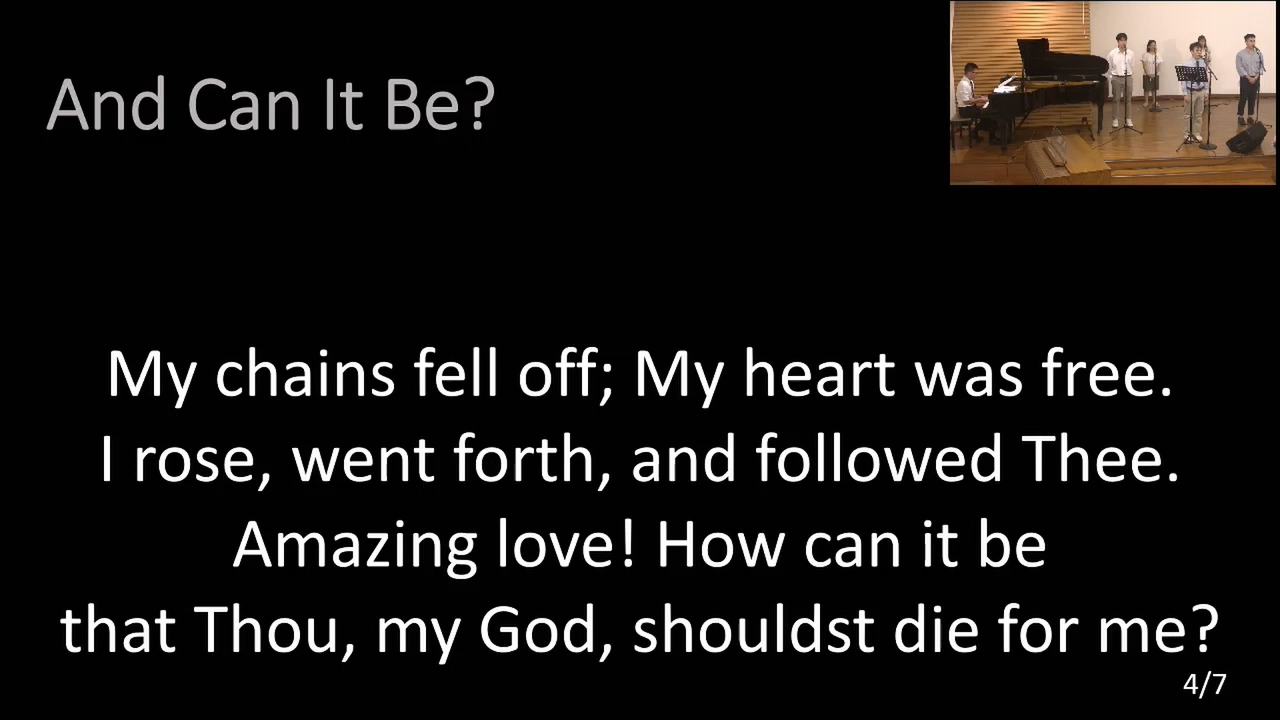 And Can It Be?
My chains fell off; My heart was free.
I rose, went forth, and followed Thee.
Amazing love! How can it be
that Thou, my God, shouldst die for me?
4/7